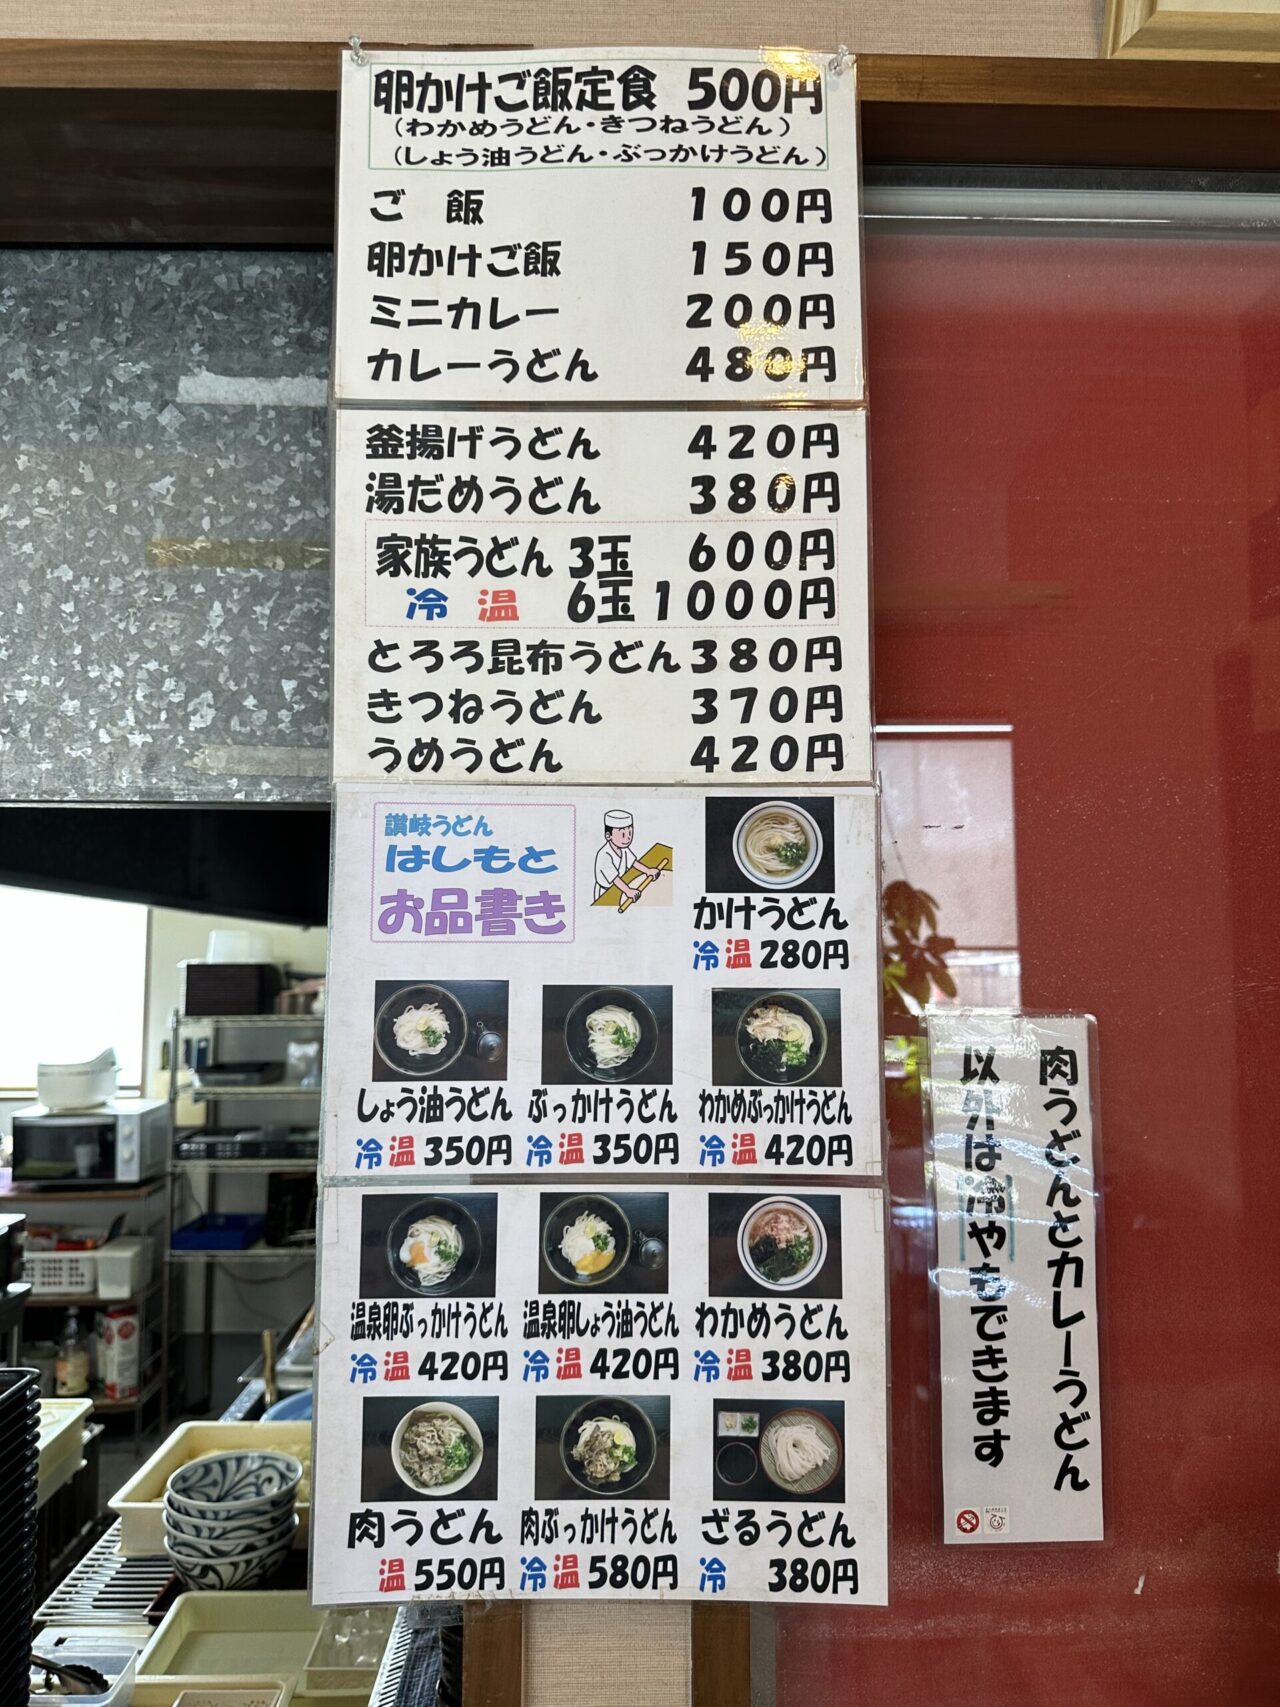 卵かけご飯定食 500円
（わかめうどん・きつねうどん）
（しょう油うどん・ぶっかけうどん）
ご 飯 100円
卵かけご飯 150円
ミニカレー 200円
カレーうどん 480円
釜揚げうどん 420円
湯だめうどん 380円
家族うどん 3玉 600円
冷 温 6玉 1000円
とろろ昆布うどん 380円
きつねうどん 370円
うめうどん 420円
讃岐うどん
はしもと
お品書き
かけうどん
冷 温 280円
しょう油うどん ぶっかけうどん わかめぶっかけうどん
冷 温 350円 冷 温 350円 冷 温 420円
温泉卵ぶっかけうどん 温泉卵しょう油うどん わかめうどん
冷 温 420円 冷 温 420円 冷 温 380円
肉うどん 肉ぶっかけうどん ざるうどん
温 550円 冷 温 580円 冷 380円
肉うどんとカレーうどん
以外は冷やもできます